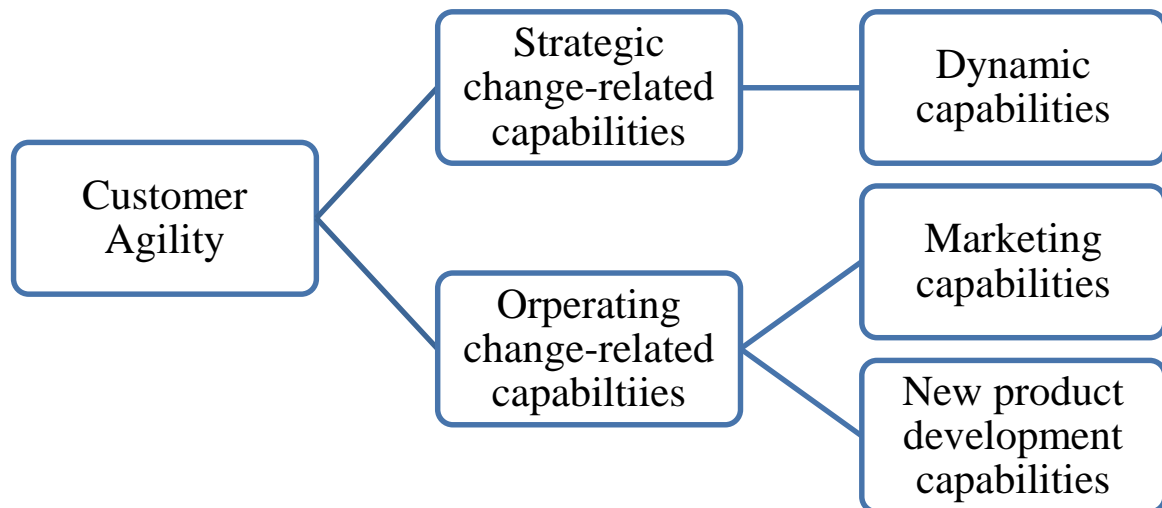 Customer
Agility
Strategic
change-related
capabilities
Orperating
change-related
capabiltiies
Dynamic
capabilities
Marketing
capabilities
New product
development
capabilities